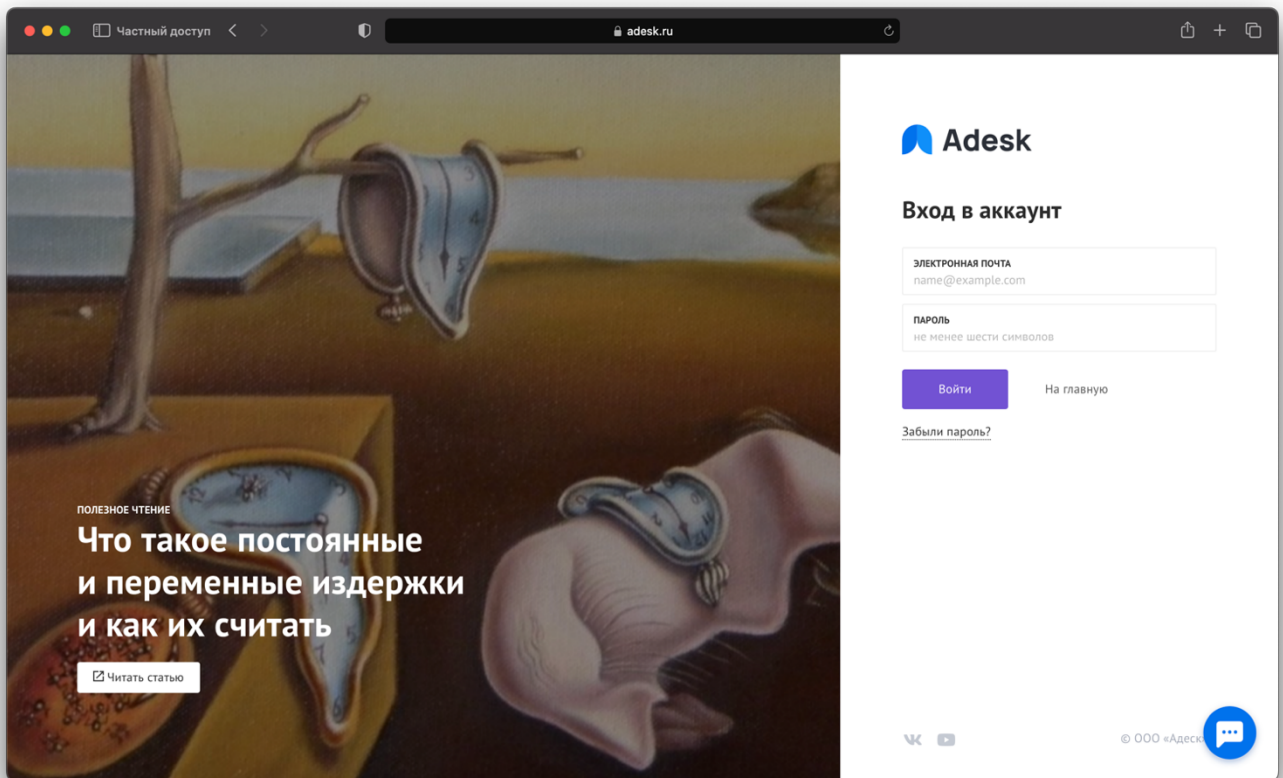 Частный доступ
adesk.ru
ПОЛЕЗНОЕ ЧТЕНИЕ
Что такое постоянные
и переменные издержки
и как их считать
Читать статью
Adesk
Вход в аккаунт
ЭЛЕКТРОННАЯ ПОЧТА
name@example.com
ПАРОЛЬ
не менее шести символов
Войти
На главную
Забыли пароль?
© ООО «Адеск